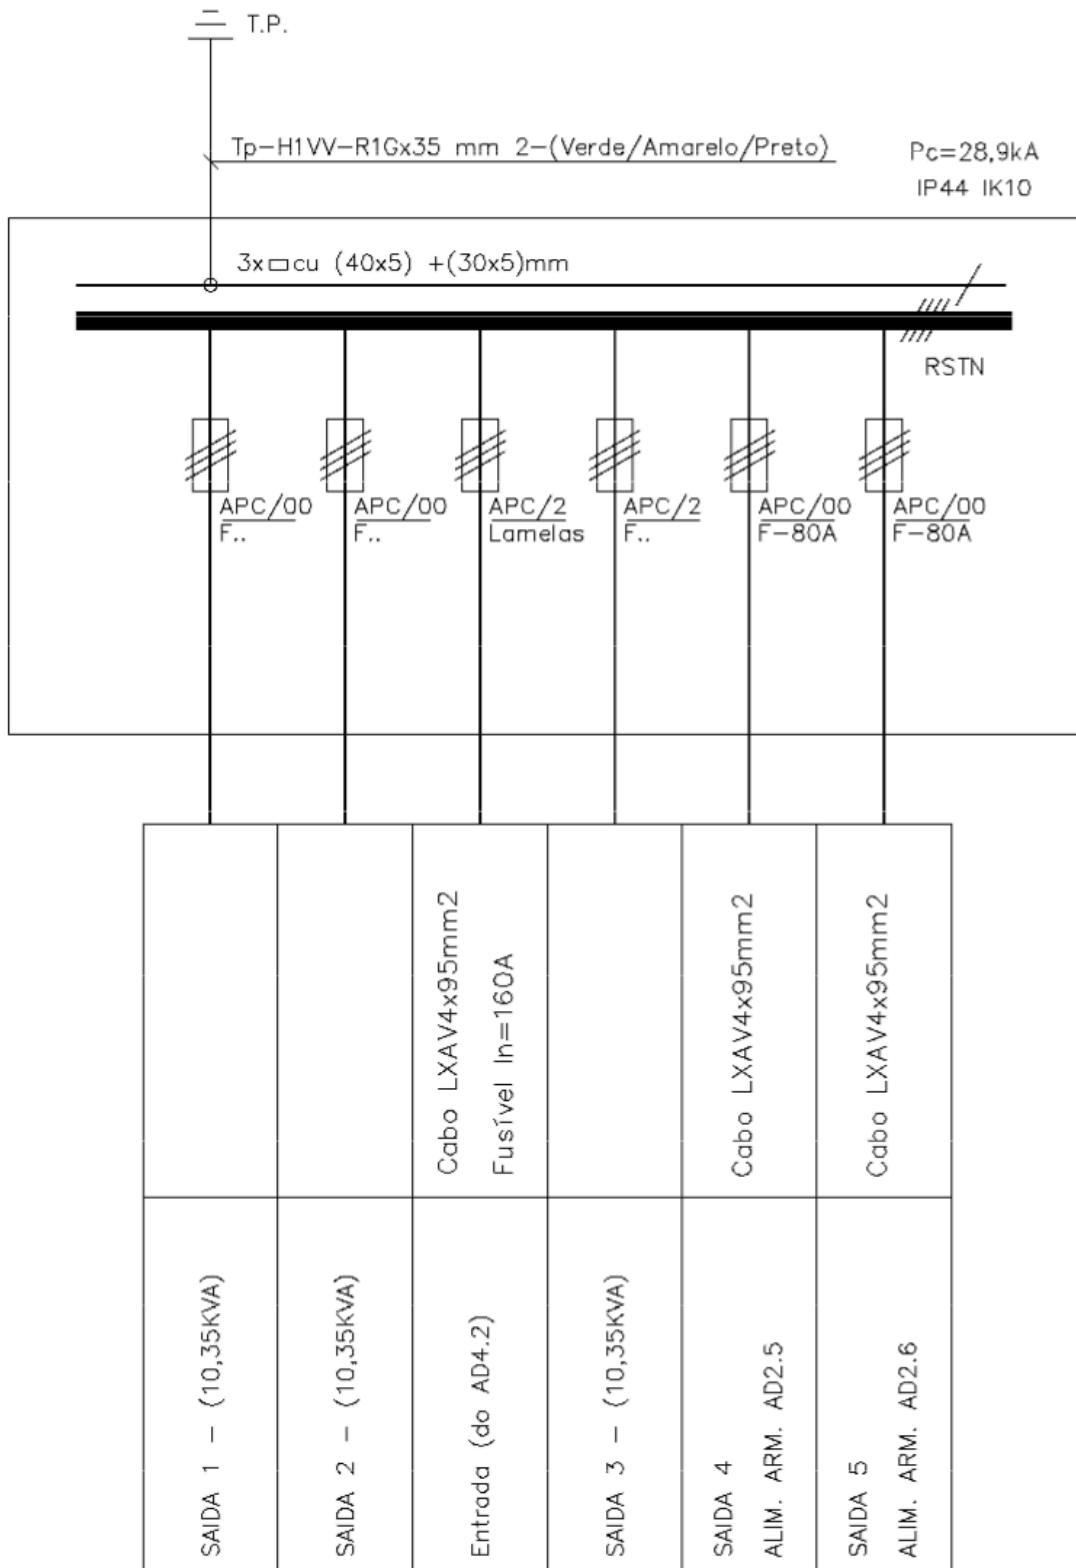 T.P.
Tp-H1VV-R1Gx35 mm 2-(Verde/Amarelo/Preto)
Pc=28,9kA
IP44 IK10
3x▭cu (40x5) +(30x5)mm
RSTN
APC/00
F..
APC/00
F..
APC/2
Lamelas
APC/2
F..
APC/00
F-80A
APC/00
F-80A
Cabo LXAV4x95mm2
Fusível In=160A
Cabo LXAV4x95mm2
Cabo LXAV4x95mm2
SAIDA 1 - (10,35KVA)
SAIDA 2 - (10,35KVA)
Entrada (do AD4.2)
SAIDA 3 - (10,35KVA)
SAIDA 4
ALIM. ARM. AD2.5
SAIDA 5
ALIM. ARM. AD2.6